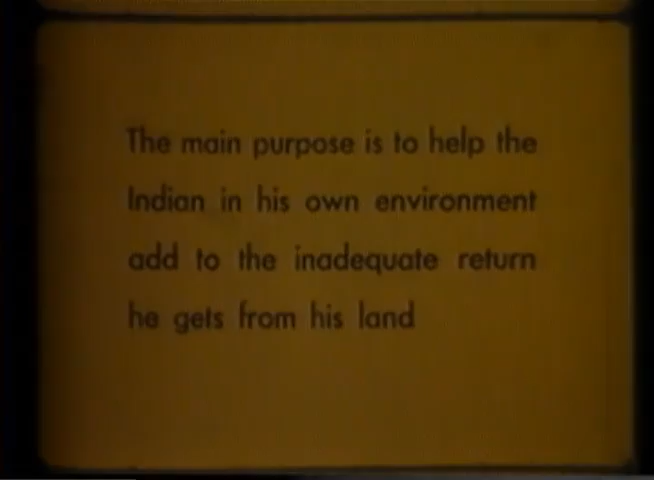 The main purpose is to help the
Indian in his own environment
add to the inadequate return
he gets from his land